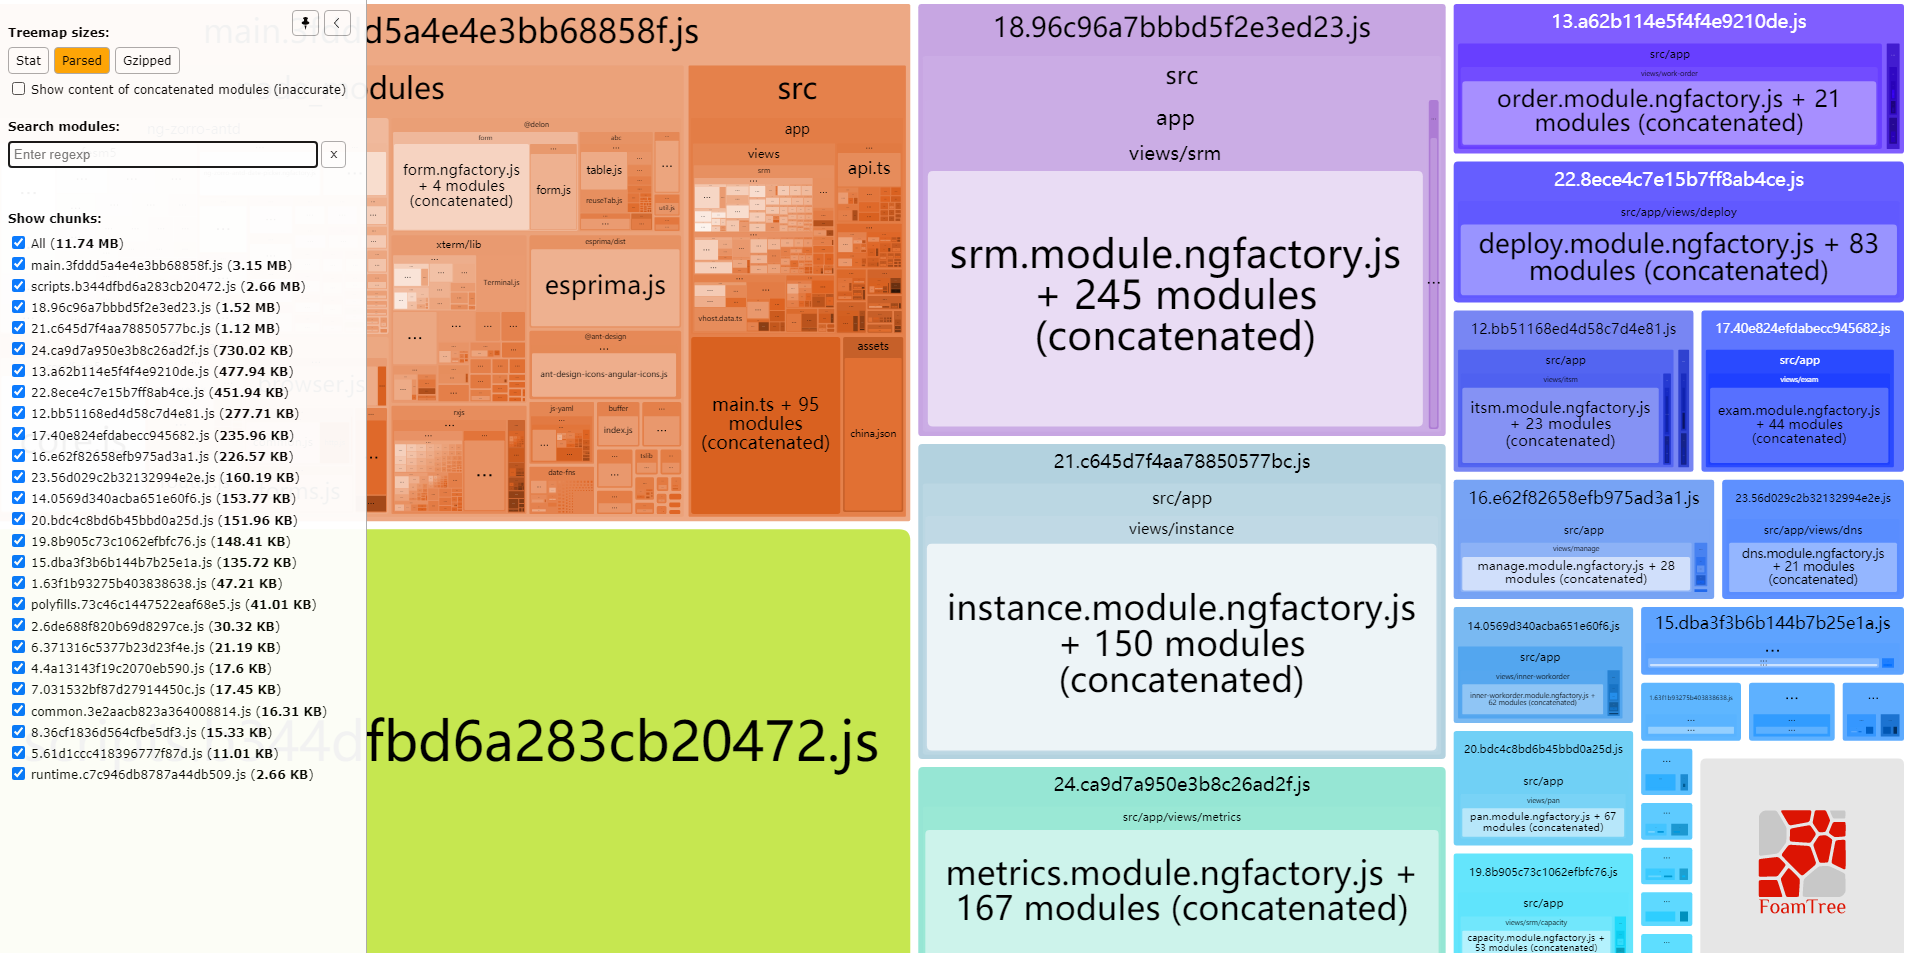 Treemap sizes:
Stat Parsed Gzipped
Show content of concatenated modules (inaccurate)
Search modules:
Enter regexp
x
Show chunks:
All (11.74 MB)
main.3fddd5a4e4e3bb68858f.js (3.15 MB)
scripts.b344dfbd6a283cb20472.js (2.66 MB)
18.96c96a7bbbd5f2e3ed23.js (1.52 MB)
21.c645d7f4aa78850577bc.js (1.12 MB)
24.ca9d7a950e3b8c26ad2f.js (730.02 KB)
13.a62b114e5f4f4e9210de.js (477.94 KB)
22.8ece4c7e15b7ff8ab4ce.js (451.94 KB)
12.bb51168ed4d58c7d4e81.js (277.71 KB)
17.40e824efdabecc945682.js (235.96 KB)
16.e62f82658efb975ad3a1.js (226.57 KB)
23.56d029c2b32132994e2e.js (160.19 KB)
14.0569d340acba651e60f6.js (153.77 KB)
20.bdc4c8bd6b45bbd0a25d.js (151.96 KB)
19.8b905c73c1062efbfc76.js (148.41 KB)
15.dba3f3b6b144b7b25e1a.js (135.72 KB)
1.63f1b93275b403838638.js (47.21 KB)
polyfills.73c46c1447522eaf68e5.js (41.01 KB)
2.6de688f820b69d8297ce.js (30.32 KB)
6.371316c5377b23d23f4e.js (21.19 KB)
4.4a13143f19c2070eb590.js (17.6 KB)
7.031532bf87d27914450c.js (17.45 KB)
common.3e2aacb823a364008814.js (16.31 KB)
8.36cf1836d564cfbe5df3.js (15.33 KB)
5.61d1ccc418396777f87d.js (11.01 KB)
runtime.c7c946db8787a44db509.js (2.66 KB)
main.3fddd5a4e4e3bb68858f.js
node_modules
ng-zorro-antd
browser.js
@delon
form
form.ngfactory.js
+ 4 modules
(concatenated)
...
form.js
abc
table.js
reuseTab.js
util.js
xterm/lib
Terminal.js
esprima/dist
esprima.js
@ant-design
...
ant-design-icons-angular-icons.js
rxjs
js-yaml
date-fns
buffer
index.js
tslib
src
app
views
srm
api.ts
vhost.data.ts
main.ts + 95
modules
(concatenated)
assets
china.json
scripts.b344dfbd6a283cb20472.js
18.96c96a7bbbd5f2e3ed23.js
src
app
views/srm
srm.module.ngfactory.js
+ 245 modules
(concatenated)
...
21.c645d7f4aa78850577bc.js
src/app
views/instance
instance.module.ngfactory.js
+ 150 modules
(concatenated)
24.ca9d7a950e3b8c26ad2f.js
src/app/views/metrics
metrics.module.ngfactory.js +
167 modules (concatenated)
13.a62b114e5f4f4e9210de.js
src/app
views/work-order
order.module.ngfactory.js + 21
modules (concatenated)
22.8ece4c7e15b7ff8ab4ce.js
src/app/views/deploy
deploy.module.ngfactory.js + 83
modules (concatenated)
12.bb51168ed4d58c7d4e81.js
src/app
views/itsm
itsm.module.ngfactory.js
+ 23 modules
(concatenated)
17.40e824efdabecc945682.js
src/app
views/exam
exam.module.ngfactory.js
+ 44 modules
(concatenated)
16.e62f82658efb975ad3a1.js
src/app
views/manage
manage.module.ngfactory.js + 28
modules (concatenated)
23.56d029c2b32132994e2e.js
src/app/views/dns
dns.module.ngfactory.js
+ 21 modules
(concatenated)
14.0569d340acba651e60f6.js
src/app
views/inner-workorder
inner-workorder.module.ngfactory.js +
62 modules (concatenated)
15.dba3f3b6b144b7b25e1a.js
...
1.63f1b93275b403838638.js
...
20.bdc4c8bd6b45bbd0a25d.js
src/app
views/pan
pan.module.ngfactory.js + 67
modules (concatenated)
19.8b905c73c1062efbfc76.js
src/app
views/srm/capacity
capacity.module.ngfactory.js +
53 modules (concatenated)
FoamTree